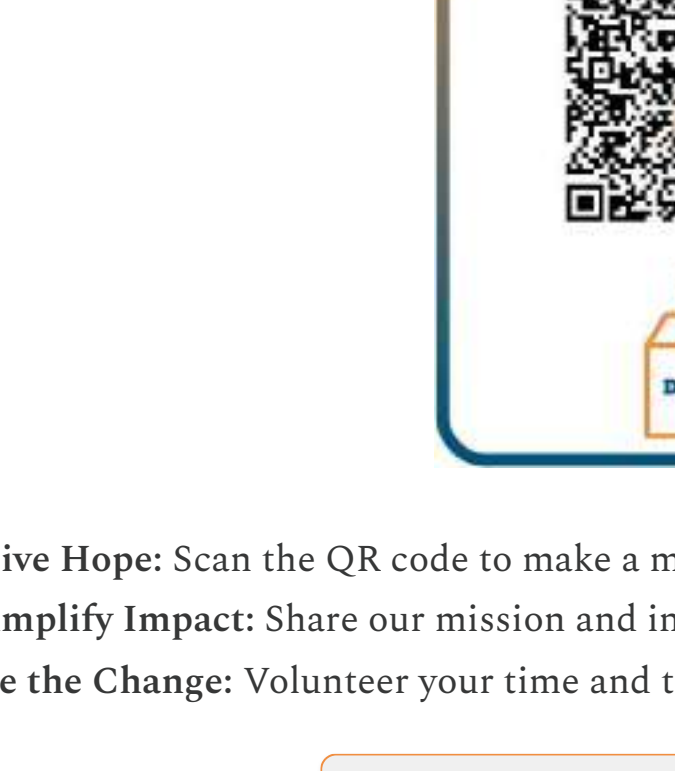 D
ive Hope: Scan the QR code to make a m
mplify Impact: Share our mission and in
e the Change: Volunteer your time and t